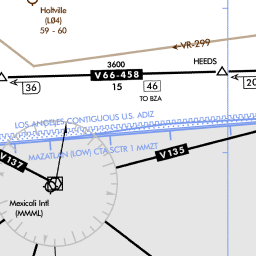 Holtville
(L04)
59 - 60
VR-299
HEEDS
3600
V66-458
36
15
46
20
TO BZA
LOS ANGELES CONTIGUOUS U.S. ADIZ
MAZATLAN (LOW) CTA SCTR 1 MMZT
V137
V135
Mexicali Intl
(MMML)